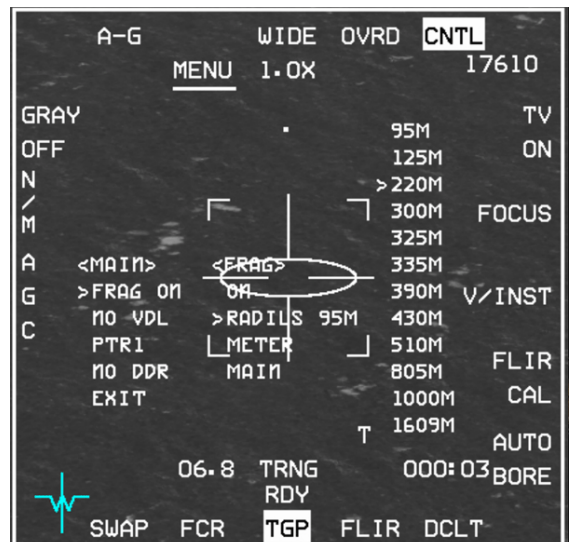 A-G WIDE OVRD CNTL
MENU 1.0X 17610
GRAY TV
OFF ON
95M
125M
>220M
300M
325M
335M
390M
430M
510M
805M
1000M
1609M
N/M
AGC
FOCUS
V/INST
FLIR
CAL
AUTO
BORE
<MAIN>
>FRAG ON
NO VDL
PTR1
NO DDR
EXIT
<FRAG>
ON
>RADILS 95M
METER
MAIN
T
06.8 TRNG 000:03
RDY
SWAP FCR TGP FLIR DCLT